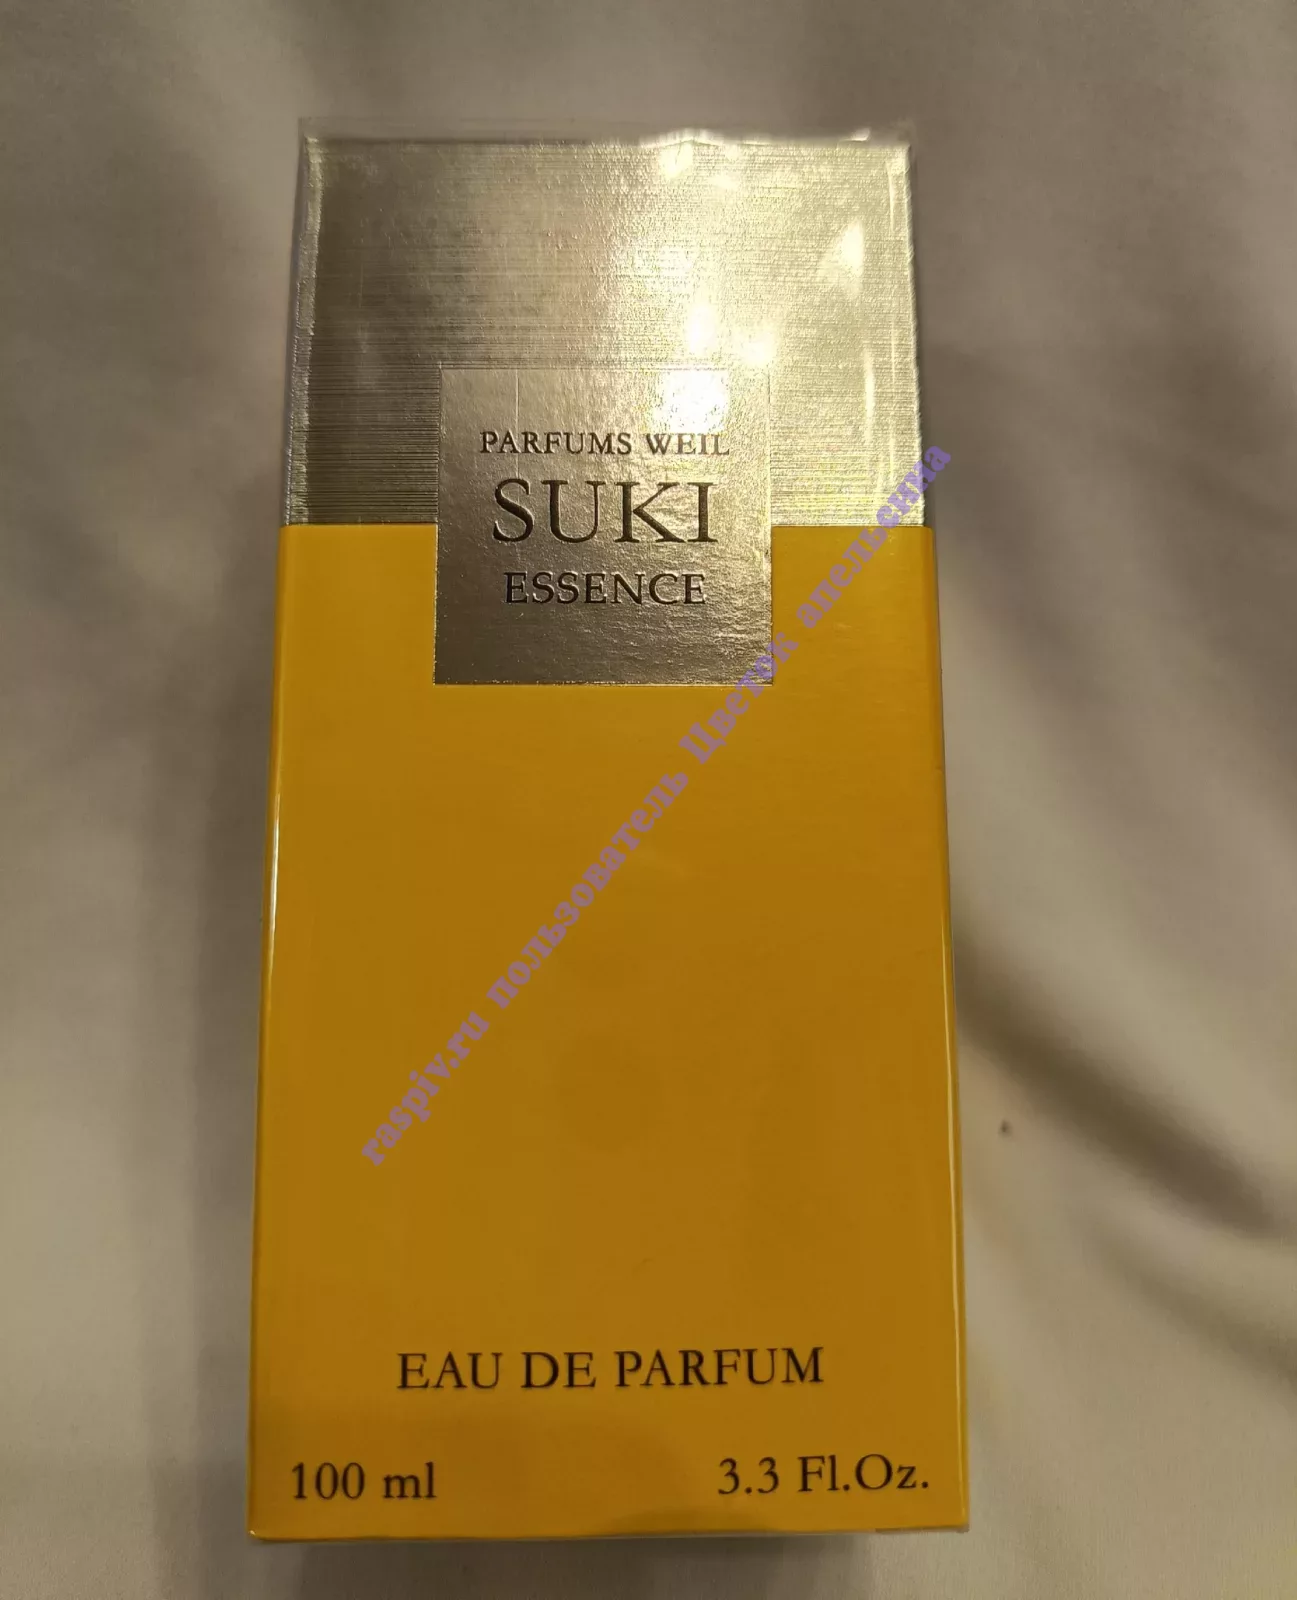 PARFUMS WEIL
SUKI
ESSENCE
raspiv.ru пользователь Цветок апельсина
EAU DE PARFUM
100 ml 3.3 Fl.Oz.